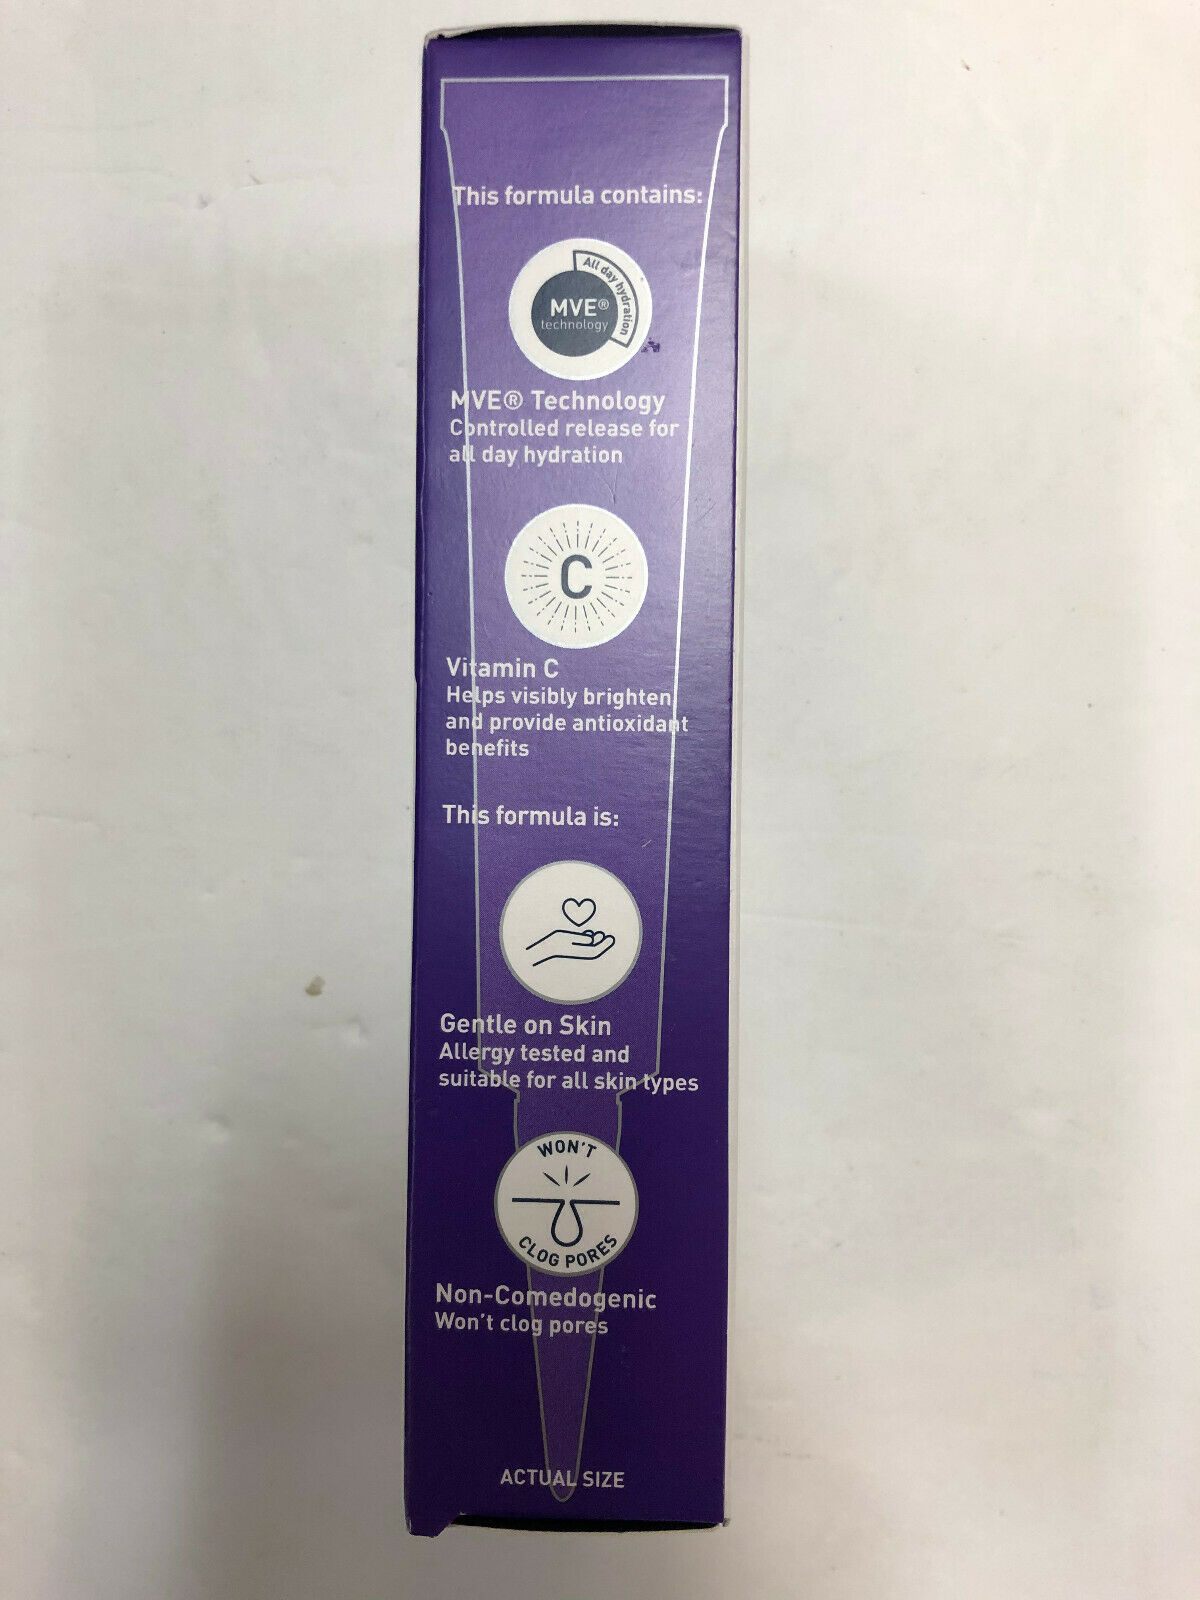 This formula contains:
All day hydration
MVE®
technology
MVE® Technology
Controlled release for
all day hydration
C
Vitamin C
Helps visibly brighten
and provide antioxidant
benefits
This formula is:
Gentle on Skin
Allergy tested and
suitable for all skin types
WON'T
CLOG PORES
Non-Comedogenic
Won't clog pores
ACTUAL SIZE